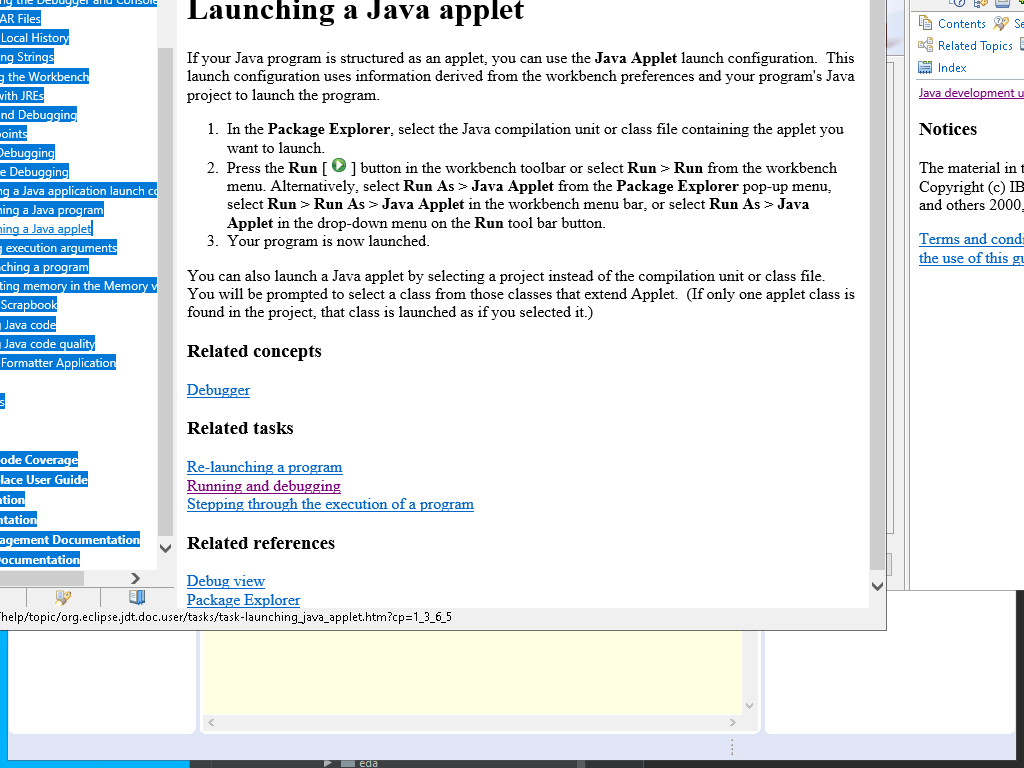 ng the Debugger and Console
AR Files
Local History
ng Strings
g the Workbench
with JREs
nd Debugging
points
Debugging
e Debugging
ng a Java application launch co
hing a Java program
hing a Java applet
g execution arguments
ching a program
ting memory in the Memory v
Scrapbook
g Java code
g Java code quality
Formatter Application
s
ode Coverage
lace User Guide
ation
ntation
agement Documentation
Documentation
Launching a Java applet
If your Java program is structured as an applet, you can use the Java Applet launch configuration. This
launch configuration uses information derived from the workbench preferences and your program's Java
project to launch the program.
1. In the Package Explorer, select the Java compilation unit or class file containing the applet you
want to launch.
2. Press the Run [ ] button in the workbench toolbar or select Run > Run from the workbench
menu. Alternatively, select Run As > Java Applet from the Package Explorer pop-up menu,
select Run > Run As > Java Applet in the workbench menu bar, or select Run As > Java
Applet in the drop-down menu on the Run tool bar button.
3. Your program is now launched.
You can also launch a Java applet by selecting a project instead of the compilation unit or class file.
You will be prompted to select a class from those classes that extend Applet. (If only one applet class is
found in the project, that class is launched as if you selected it.)
Related concepts
Debugger
Related tasks
Re-launching a program
Running and debugging
Stepping through the execution of a program
Related references
Debug view
Package Explorer
/help/topic/org.eclipse.jdt.doc.user/tasks/task-launching_java_applet.htm?cp=1_3_6_5
Contents Se
Related Topics
Index
Java development u
Notices
The material in t
Copyright (c) IB
and others 2000,
Terms and condi
the use of this gu
eda